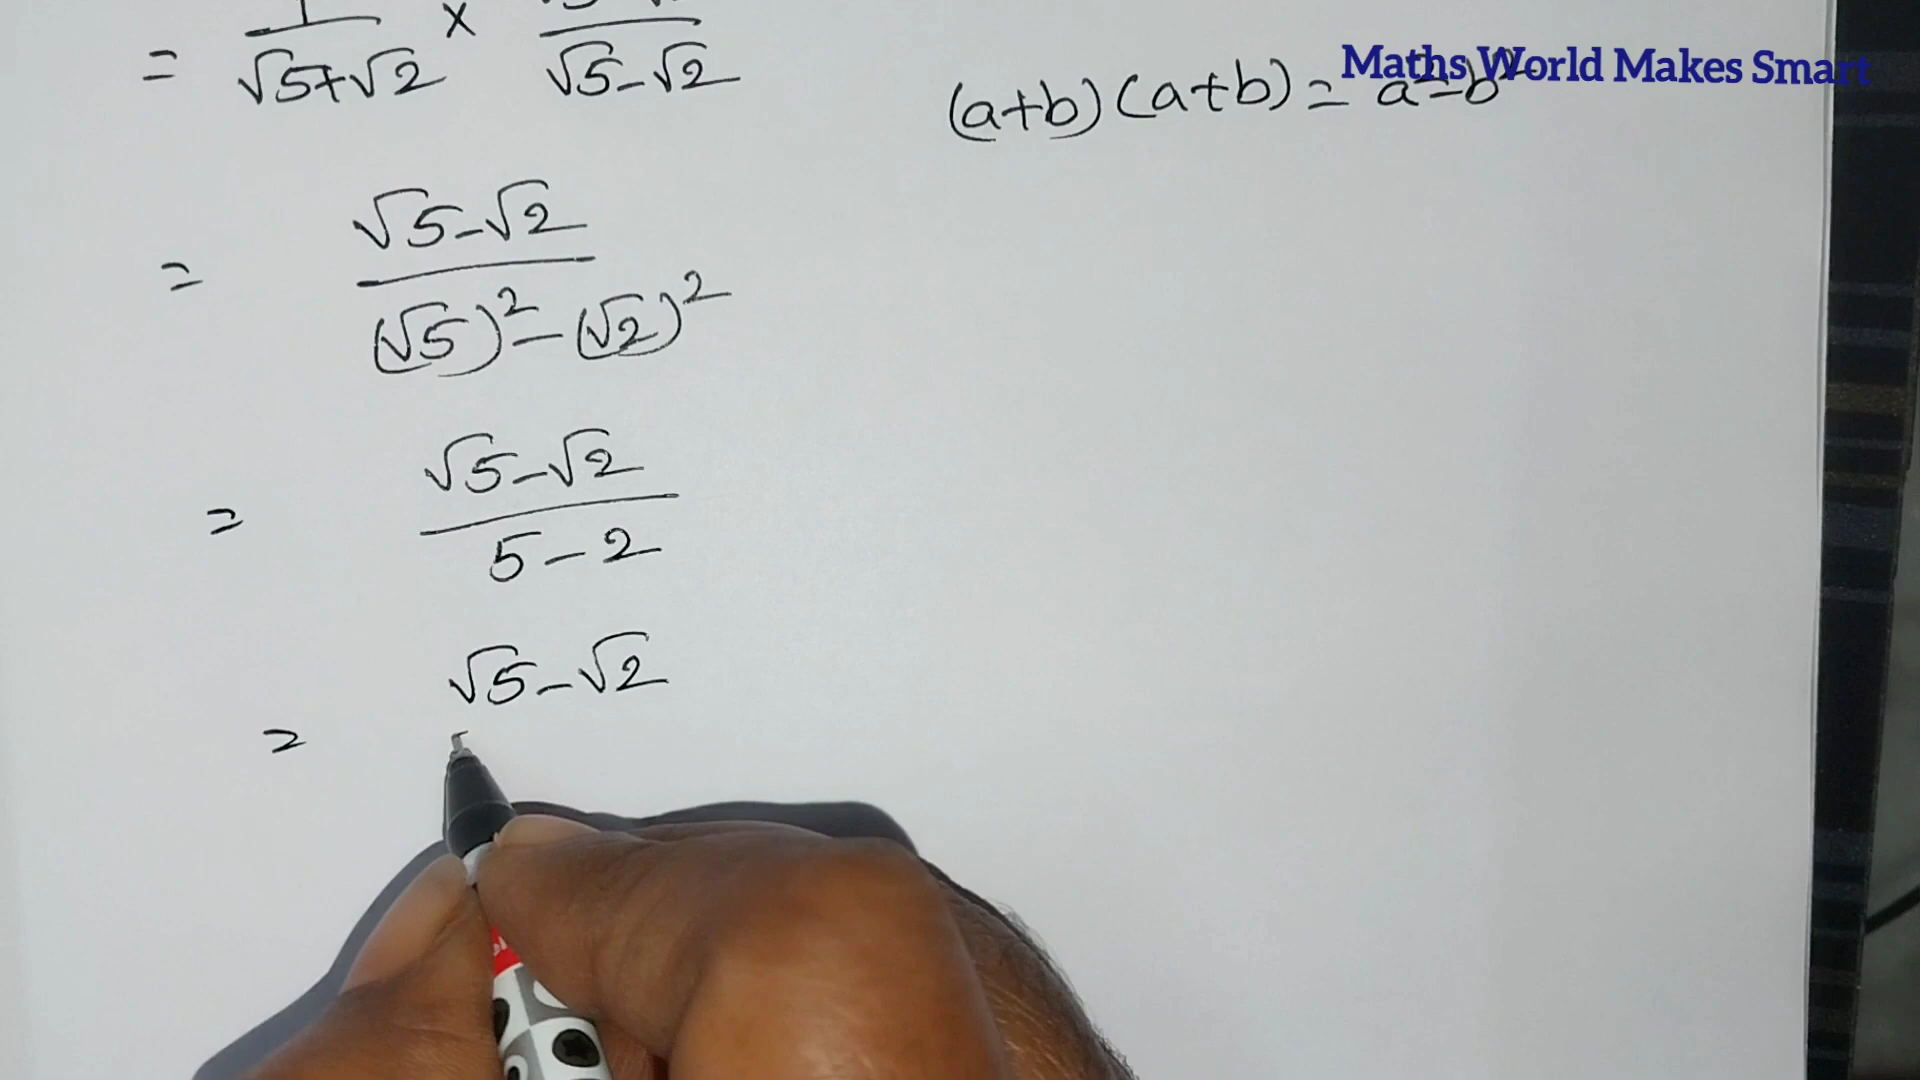 = 1/√5+√2 × √5-√2/√5-√2
Maths World Makes Smart
(a+b)(a+b) = a²-b²
= √5-√2/(√5)²-(√2)²
= √5-√2/5-2
= √5-√2